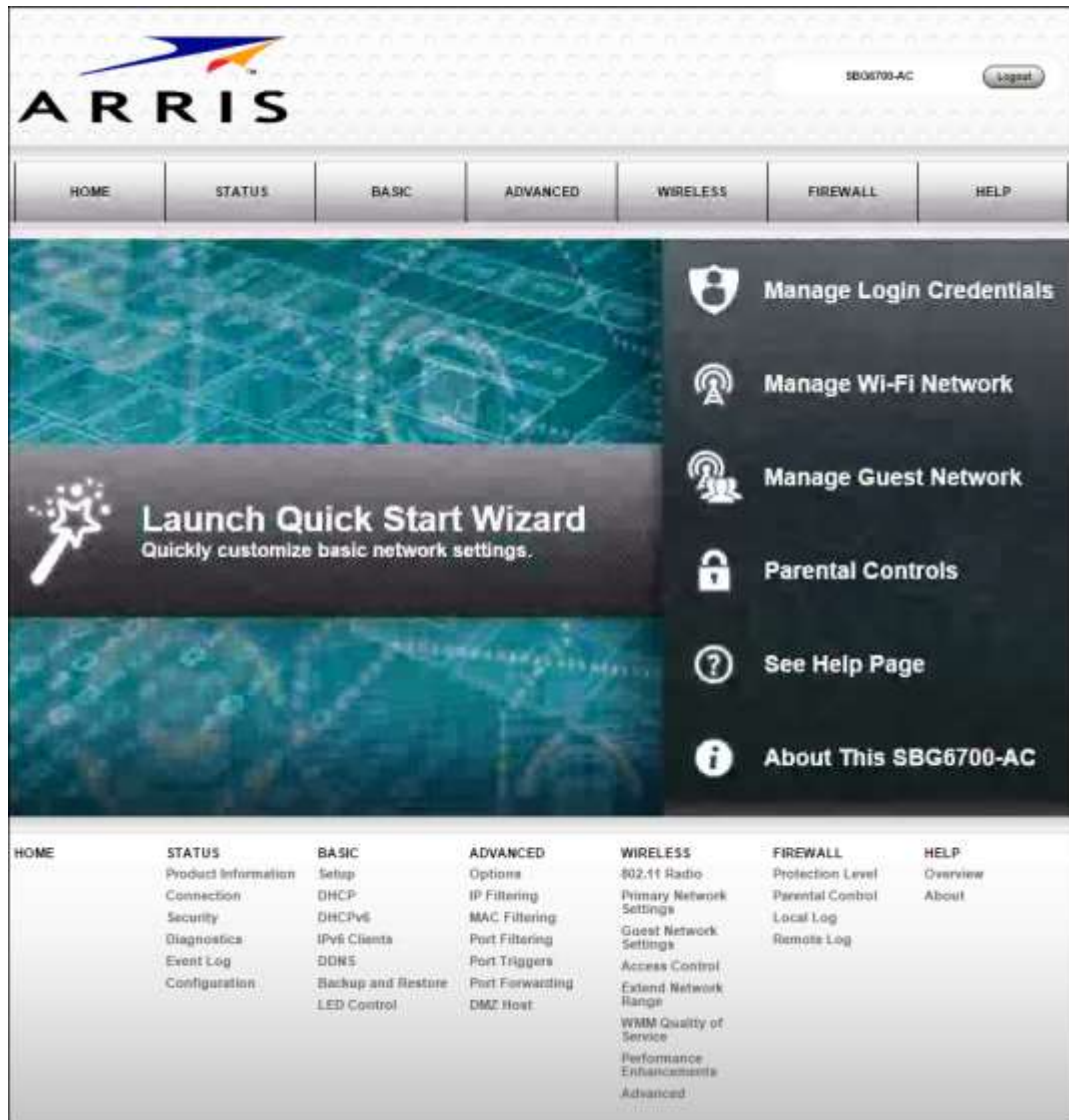 ARRIS
SBG6700-AC
Logout
HOME
STATUS
BASIC
ADVANCED
WIRELESS
FIREWALL
HELP
Manage Login Credentials
Manage Wi-Fi Network
Manage Guest Network
Parental Controls
See Help Page
About This SBG6700-AC
Launch Quick Start Wizard
Quickly customize basic network settings.
HOME
STATUS
Product Information
Connection
Security
Diagnostics
Event Log
Configuration
BASIC
Setup
DHCP
DHCPv6
IPv6 Clients
DDNS
Backup and Restore
LED Control
ADVANCED
Options
IP Filtering
MAC Filtering
Port Filtering
Port Triggers
Port Forwarding
DMZ Host
WIRELESS
802.11 Radio
Primary Network
Settings
Guest Network
Settings
Access Control
Extend Network
Range
WMM Quality of
Service
Performance
Enhancements
Advanced
FIREWALL
Protection Level
Parental Control
Local Log
Remote Log
HELP
Overview
About